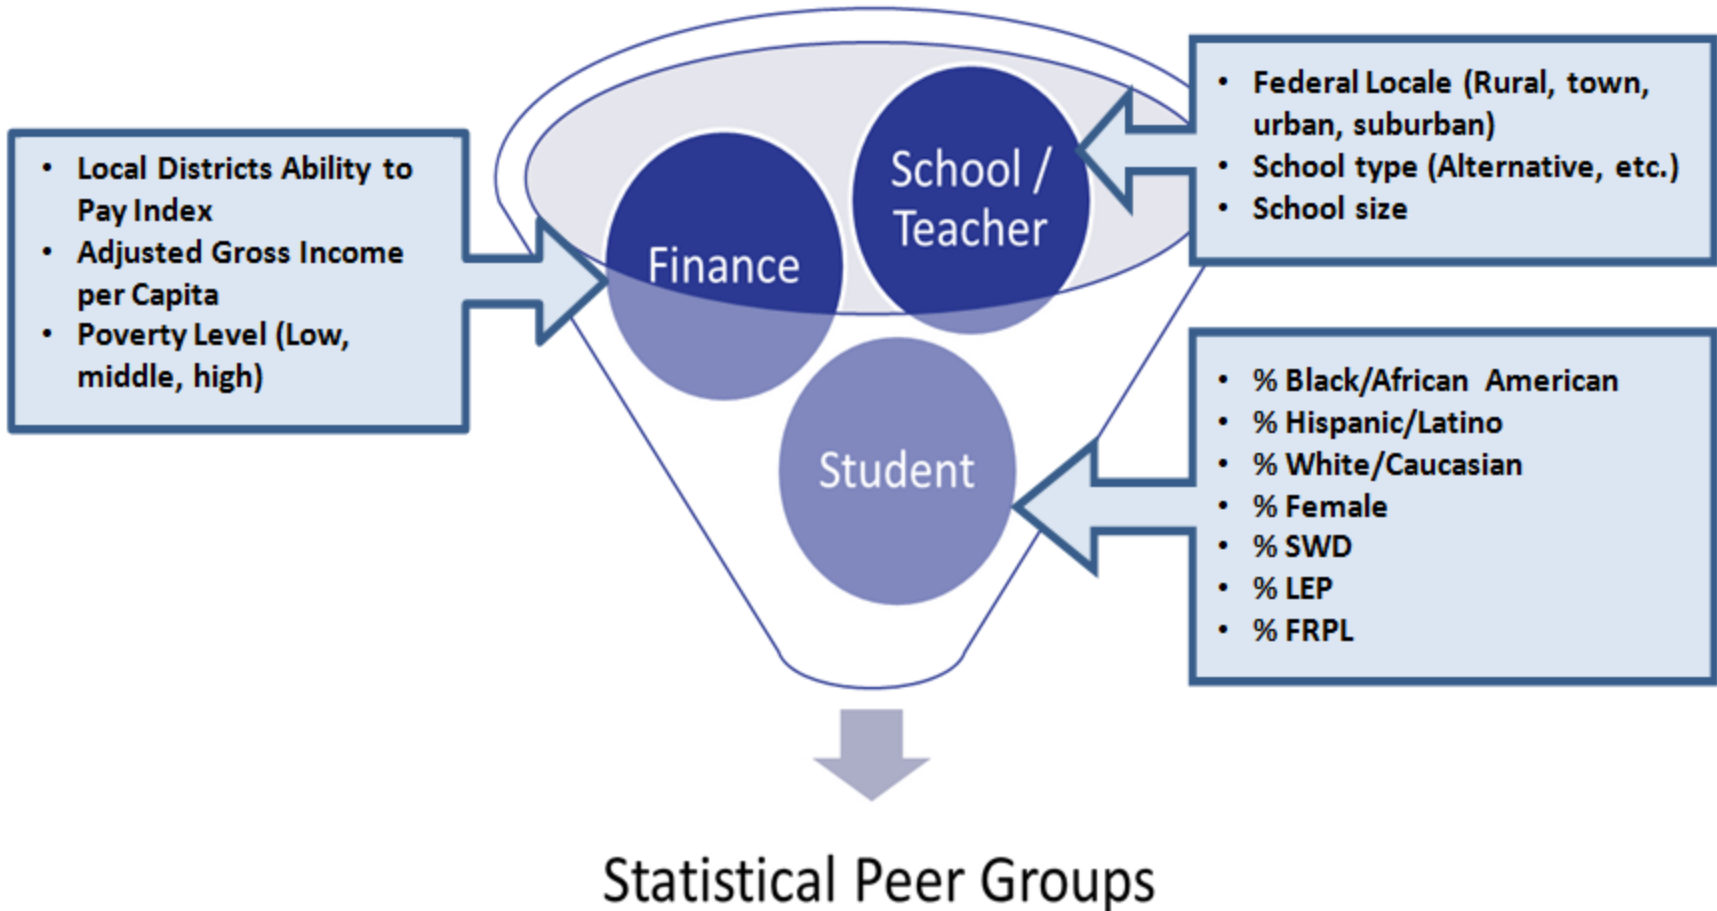 • Local Districts Ability to
Pay Index
• Adjusted Gross Income
per Capita
• Poverty Level (Low,
middle, high)
Finance
School /
Teacher
Student
• Federal Locale (Rural, town,
urban, suburban)
• School type (Alternative, etc.)
• School size
• % Black/African American
• % Hispanic/Latino
• % White/Caucasian
• % Female
• % SWD
• % LEP
• % FRPL
Statistical Peer Groups